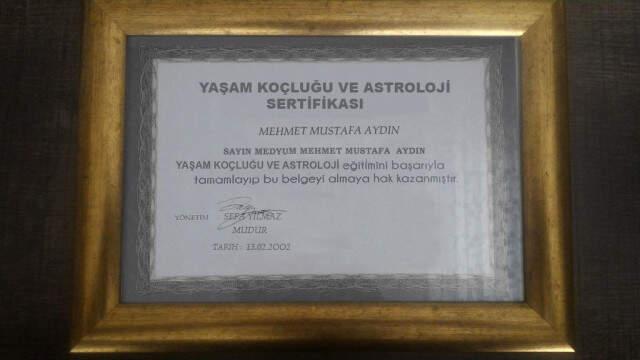 YAŞAM KOÇLUĞU VE ASTROLOJİ
SERTİFİKASI
MEHMET MUSTAFA AYDIN
SAYIN MEDYUM MEHMET MUSTAFA AYDIN
YAŞAM KOÇLUĞU VE ASTROLOJİ eğitimini başarıyla
tamamlayıp bu belgeyi almaya hak kazanmıştır.
YÖNETİM
SEFA YILMAZ
MÜDÜR
TARİH : 13.02.2002